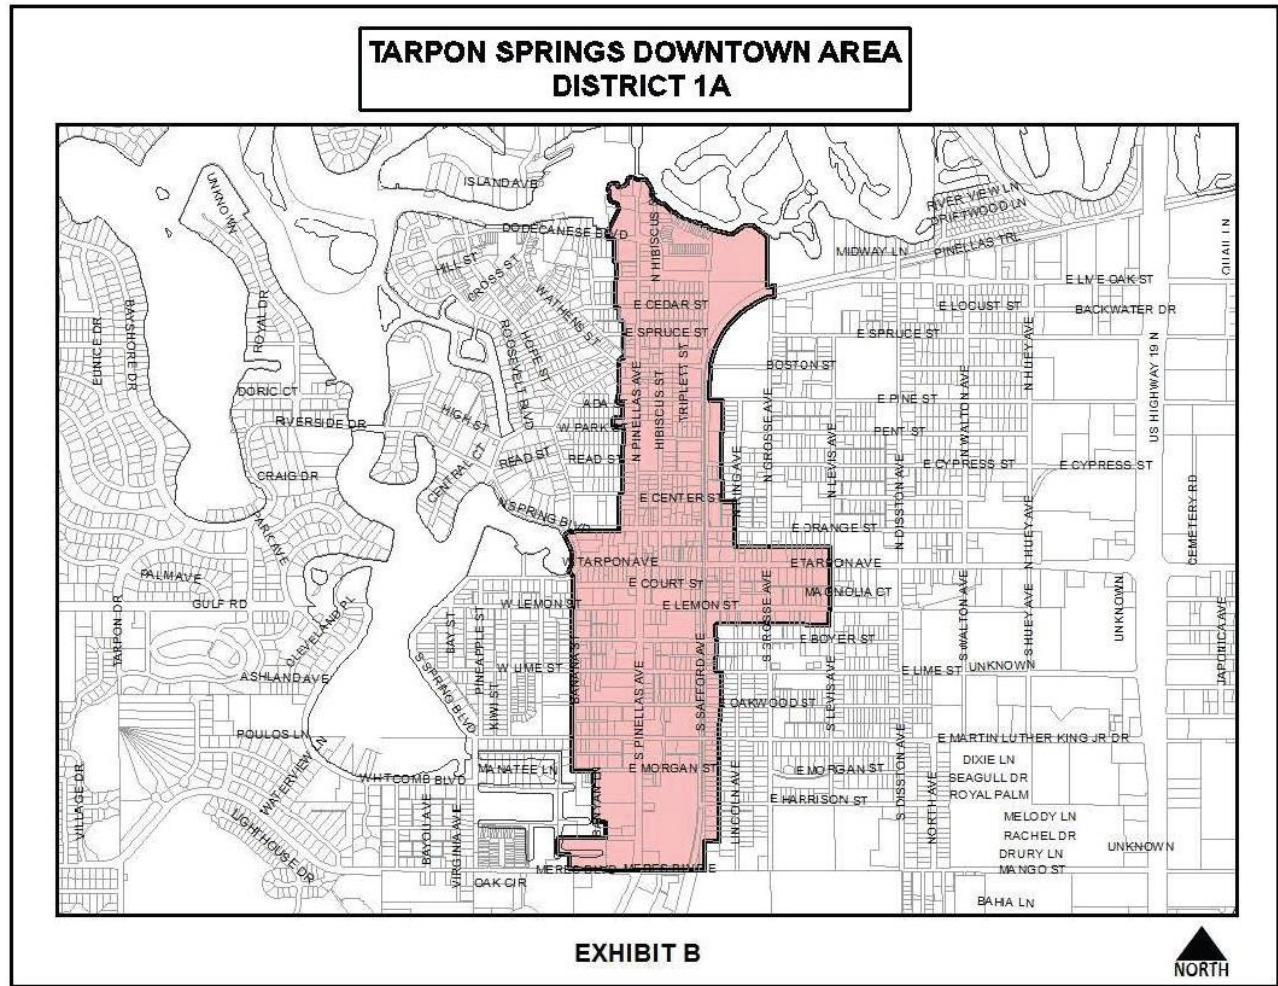 TARPON SPRINGS DOWNTOWN AREA
DISTRICT 1A
ISLAND AVE
UNKNOWN
RIVER VIEW LN
DRIFTWOOD LN
DODECANESE BLVD
N HIBISCUS S
MIDWAY LN
PINELLAS TRL
QUAIL LN
HILL ST
CROSS ST
E LIVE OAK ST
W ATHENS ST
E CEDAR ST
E LOCUST ST
BACKWATER DR
EUNICE DR
BAYSHORE DR
ROYAL DR
E SPRUCE ST
E SPRUCE ST
HOPE ST
ROOSEVELT BLVD
BOSTON ST
N HUEY AVE
US HIGHWAY 19 N
DORIC CT
ADA ST
N PINELLAS AVE
HIBISCUS ST
TRIPLETT ST
N GROSSE AVE
E PINE ST
N WALTON AVE
RIVERSIDE DR
HIGH ST
W PARK ST
PENT ST
N LEVIS AVE
CRAIG DR
CENTRAL CT
READ ST
READ ST
E CYPRESS ST
E CYPRESS ST
N RING AVE
N DISSTON AVE
CEMETERY RD
N SPRING BLVD
E CENTER ST
E ORANGE ST
N HUEY AVE
PARK AVE
W TARPON AVE
E TARPON AVE
PALM AVE
E COURT ST
MAGNOLIA CT
GULF RD
W LEMON ST
E LEMON ST
CLEVELAND PL
BAY ST
PINEAPPLE ST
S GROSSE AVE
E BOYER ST
S WALTON AVE
S HUEY AVE
UNKNOWN
TARPON DR
JAPONICA AVE
ASHLAND AVE
S SPRING BLVD
KIWI ST
W LIME ST
BANANA ST
S PINELLAS AVE
S SAFFORD AVE
E LIME ST
UNKNOWN
E OAKWOOD ST
S LEVIS AVE
POULOS LN
WATERVIEW LN
E MARTIN LUTHER KING JR DR
WHITCOMB BLVD
MANATEE LN
E MORGAN ST
E MORGAN ST
DIXIE LN
SEAGULL DR
ROYAL PALM
VILLAGE DR
LIGHTHOUSE DR
BAYOU AVE
VIRGINIA AVE
BANYAN
LINCOLN AVE
E HARRISON ST
S DISSTON AVE
NORTH AVE
MELODY LN
RACHEL DR
DRURY LN
UNKNOWN
MERES BLVD
MERES BLVD E
MANGO ST
OAK CIR
BAHIA LN
EXHIBIT B
NORTH